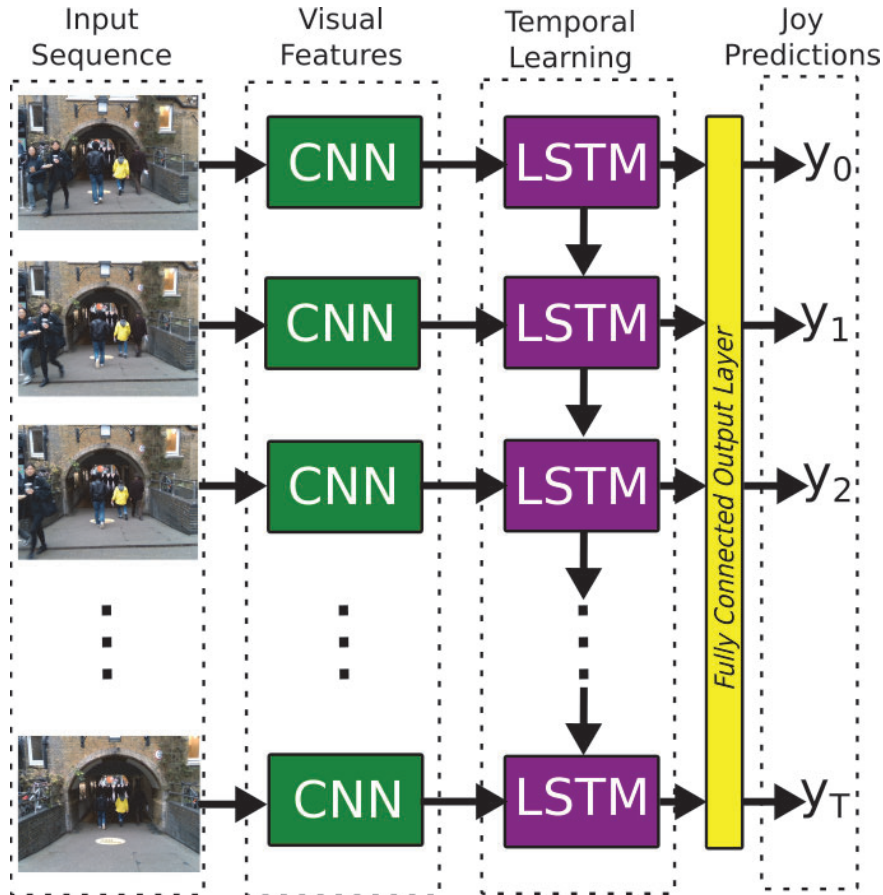 Input
Sequence
Visual
Features
Temporal
Learning
Joy
Predictions
CNN
LSTM
y0
CNN
LSTM
y1
CNN
LSTM
y2
CNN
LSTM
yT
Fully Connected Output Layer